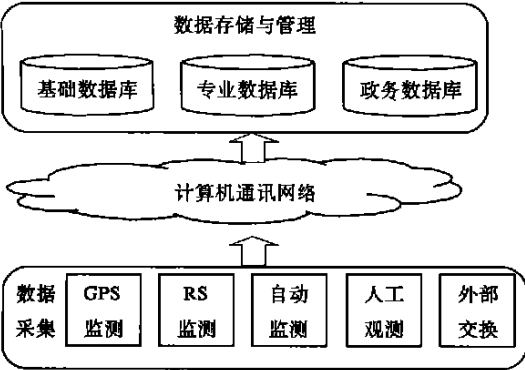 数据存储与管理
基础数据库 专业数据库 政务数据库
计算机通讯网络
数据 GPS RS 自动 人工 外部
采集 监测 监测 监测 观测 交换